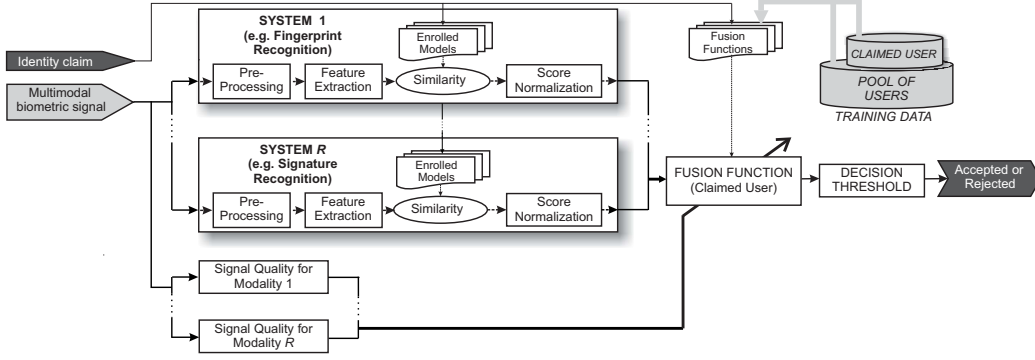 Identity claim
Multimodal
biometric signal
SYSTEM 1
(e.g. Fingerprint
Recognition)
Enrolled
Models
Pre-
Processing
Feature
Extraction
Similarity
Score
Normalization
SYSTEM R
(e.g. Signature
Recognition)
Enrolled
Models
Pre-
Processing
Feature
Extraction
Similarity
Score
Normalization
Signal Quality for
Modality 1
Signal Quality for
Modality R
Fusion
Functions
CLAIMED USER
POOL OF
USERS
TRAINING DATA
FUSION FUNCTION
(Claimed User)
DECISION
THRESHOLD
Accepted or
Rejected